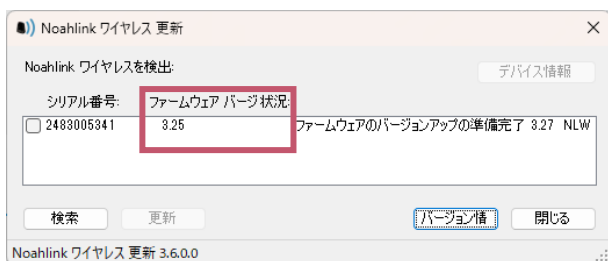 Noahlink ワイヤレス 更新
Noahlink ワイヤレスを検出:
デバイス情報
シリアル番号: ファームウェア バージ 状況:
2483005341 3.25 ファームウェアのバージョンアップの準備完了 3.27 NLW
検索 更新 バージョン情 閉じる
Noahlink ワイヤレス 更新 3.6.0.0